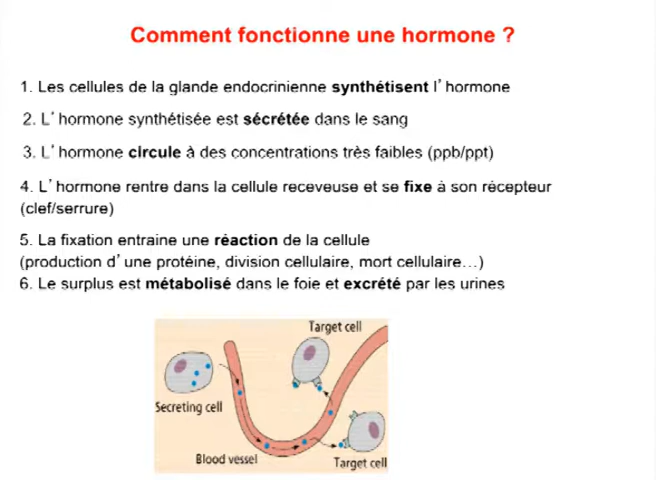 Comment fonctionne une hormone ?
1. Les cellules de la glande endocrinienne synthétisent l’hormone
2. L’hormone synthétisée est sécrétée dans le sang
3. L’hormone circule à des concentrations très faibles (ppb/ppt)
4. L’hormone rentre dans la cellule receveuse et se fixe à son récepteur
(clef/serrure)
5. La fixation entraine une réaction de la cellule
(production d’une protéine, division cellulaire, mort cellulaire…)
6. Le surplus est métabolisé dans le foie et excrété par les urines
Target cell
Secreting cell
Blood vessel
Target cell